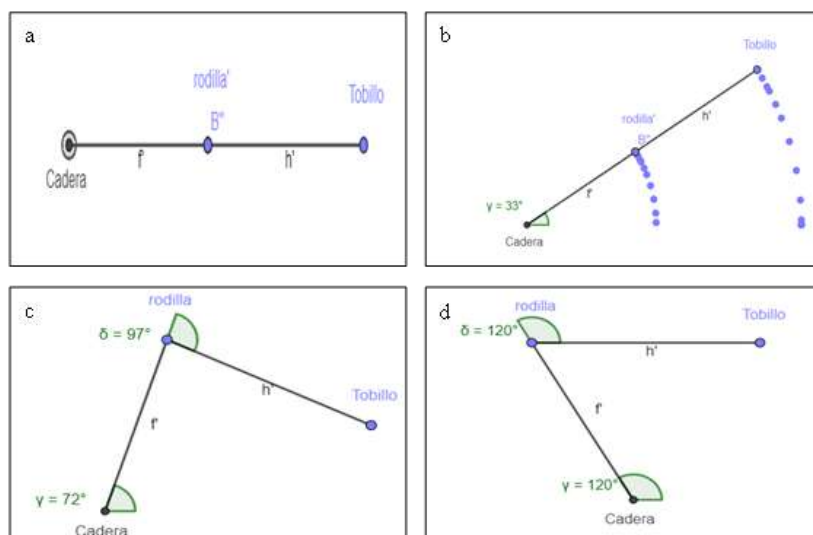 a
rodilla'
B"
Tobillo
f'
h'
Cadera
b
Tobillo
rodilla'
B"
h'
f'
γ = 33°
Cadera
c
rodilla
δ = 97°
h'
f'
Tobillo
γ = 72°
Cadera
d
rodilla
δ = 120°
Tobillo
h'
f'
γ = 120°
Cadera